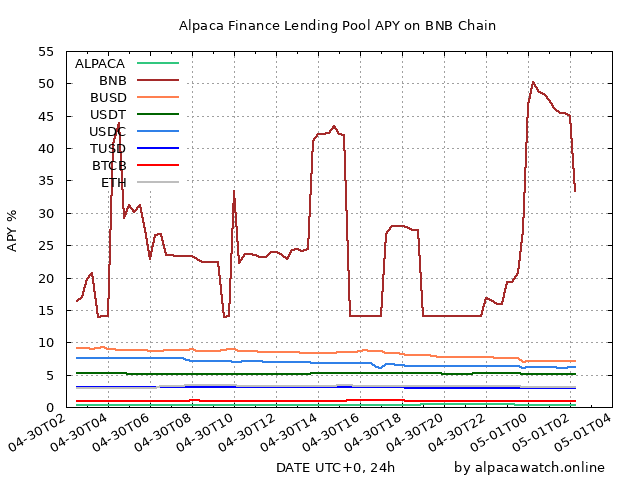 Alpaca Finance Lending Pool APY on BNB Chain
55
50
45
40
35
30
25
20
15
10
5
0
APY %
ALPACA
BNB
BUSD
USDT
USDC
TUSD
BTCB
ETH
04-30T02
04-30T04
04-30T06
04-30T08
04-30T10
04-30T12
04-30T14
04-30T16
04-30T18
04-30T20
04-30T22
05-01T00
05-01T02
05-01T04
DATE UTC+0, 24h
by alpacawatch.online